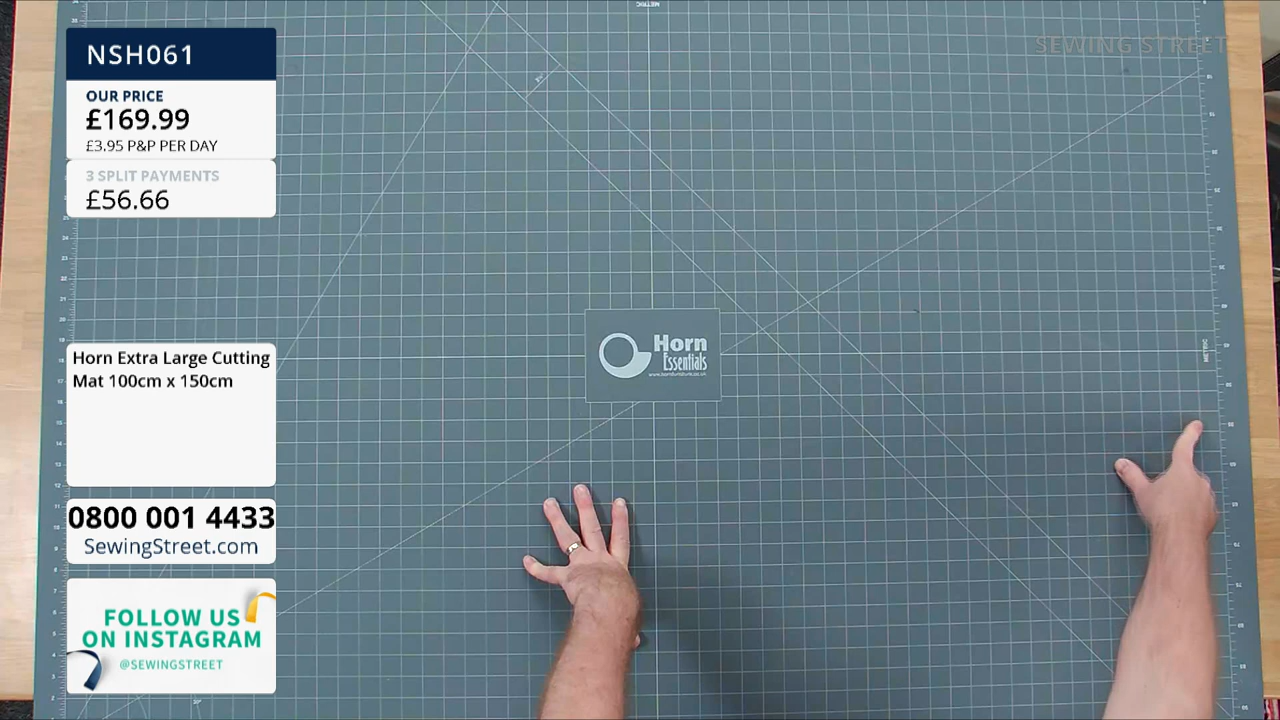 METRIC
NSH061
SEWING STREET
OUR PRICE
£169.99
£3.95 P&P PER DAY
3 SPLIT PAYMENTS
£56.66
Horn
Essentials
METRIC
Horn Extra Large Cutting
Mat 100cm x 150cm
0800 001 4433
SewingStreet.com
FOLLOW US
ON INSTAGRAM
@SEWINGSTREET